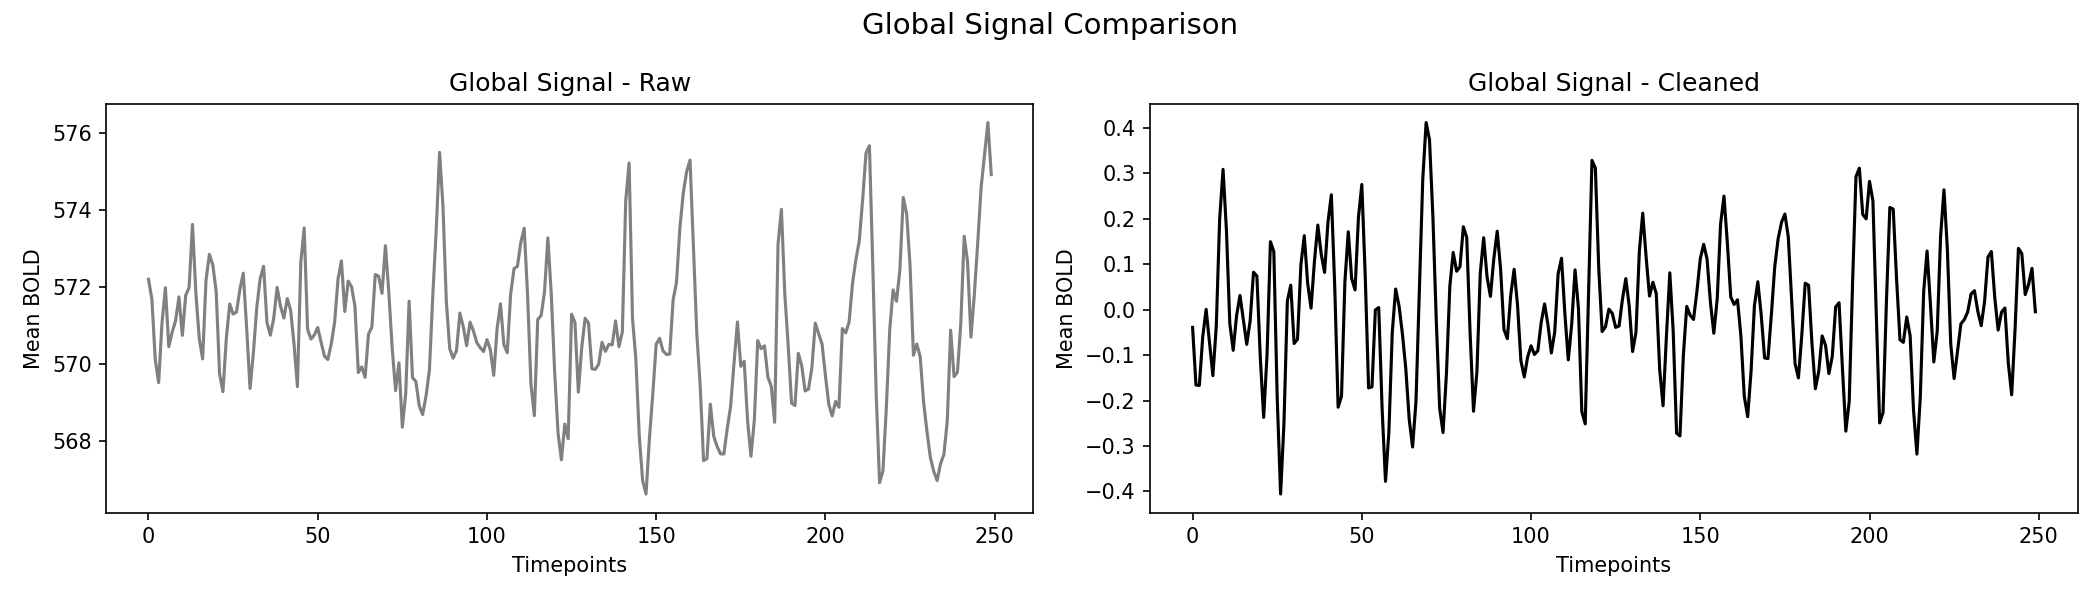 Global Signal Comparison
Global Signal - Raw
Mean BOLD
576
574
572
570
568
0 50 100 150 200 250
Timepoints
Global Signal - Cleaned
Mean BOLD
0.4
0.3
0.2
0.1
0.0
−0.1
−0.2
−0.3
−0.4
0 50 100 150 200 250
Timepoints